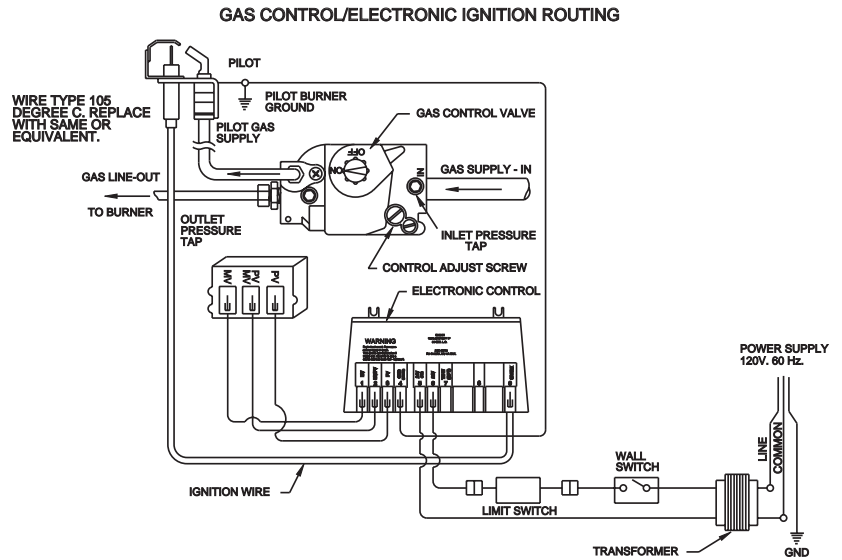 GAS CONTROL/ELECTRONIC IGNITION ROUTING
PILOT
WIRE TYPE 105
DEGREE C. REPLACE
WITH SAME OR
EQUIVALENT.
PILOT BURNER
GROUND
GAS CONTROL VALVE
PILOT GAS
SUPPLY
OFF
ON
IN
GAS LINE-OUT
GAS SUPPLY - IN
TO BURNER
OUTLET
PRESSURE
TAP
INLET PRESSURE
TAP
CONTROL ADJUST SCREW
MV
MV
PV
PV
ELECTRONIC CONTROL
WARNING
POWER SUPPLY
120V. 60 Hz.
LINE
COMMON
WALL
SWITCH
IGNITION WIRE
LIMIT SWITCH
TRANSFORMER
GND